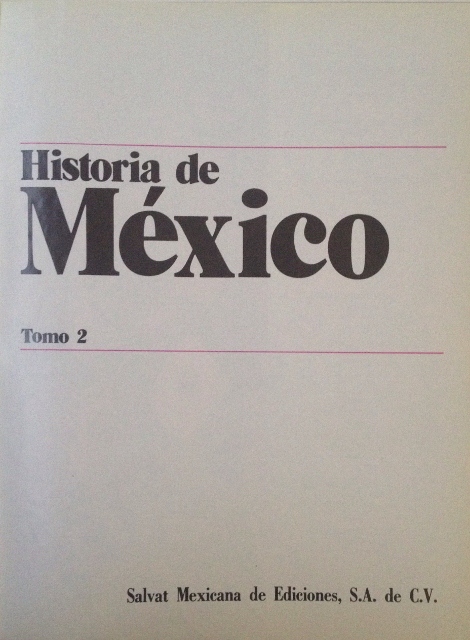 Historia de
México
Tomo 2
Salvat Mexicana de Ediciones, S.A. de C.V.